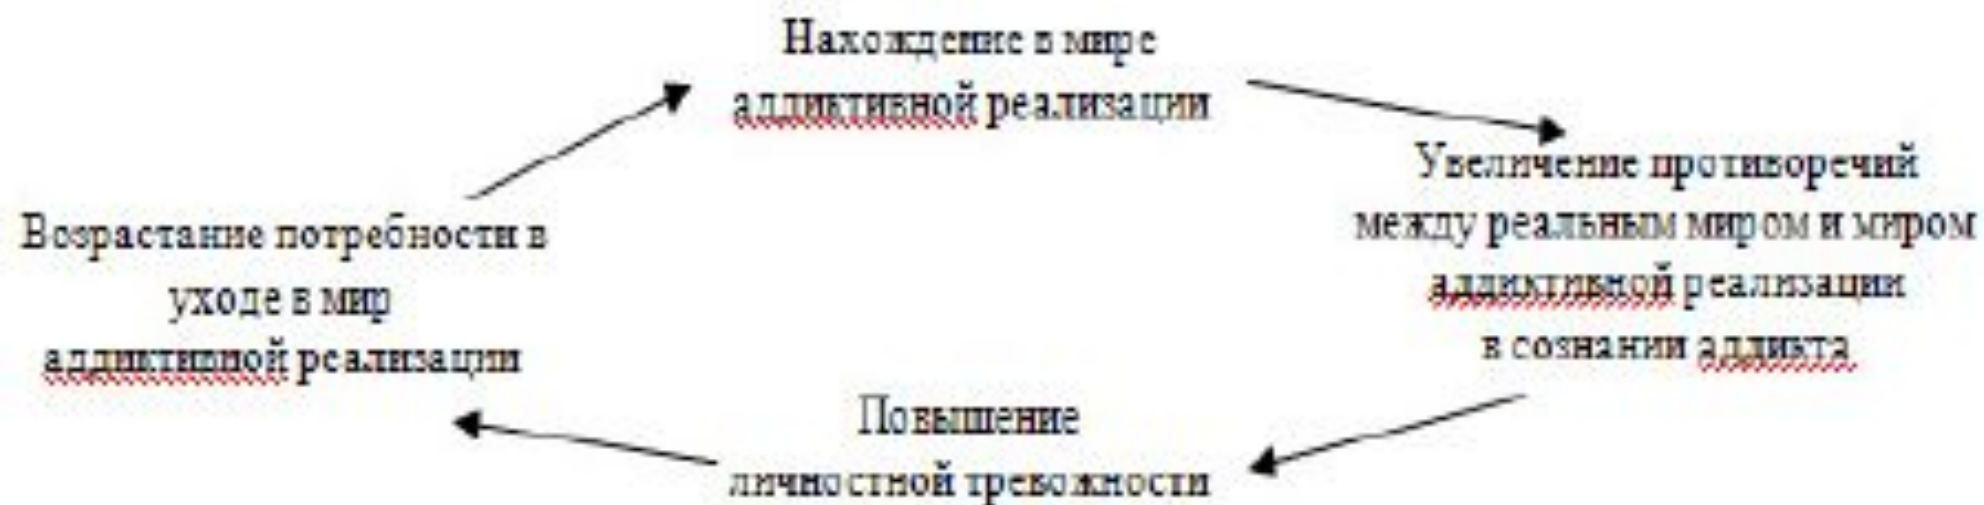 Нахождение в мире
аддиктивной реализации
Увеличение противоречий
между реальным миром и миром
аддиктивной реализации
в сознании аддикта
Повышение
личностной тревожности
Возрастание потребности в
уходе в мир
аддиктивной реализации